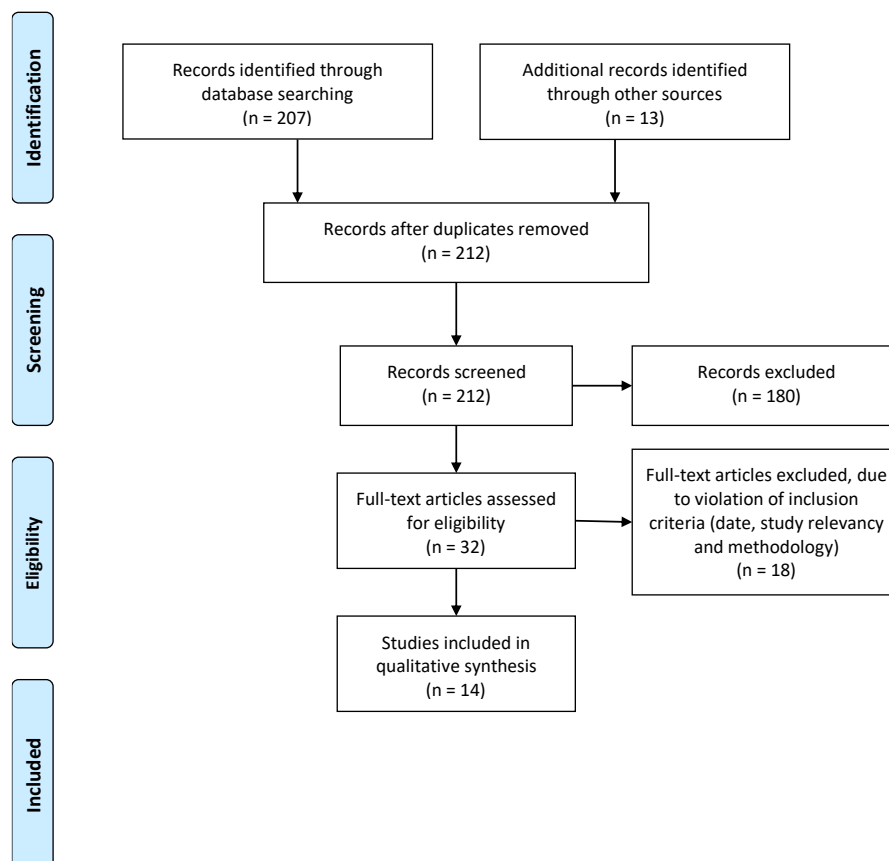 Identification
Records identified through
database searching
(n = 207)
Additional records identified
through other sources
(n = 13)
Records after duplicates removed
(n = 212)
Screening
Records screened
(n = 212)
Records excluded
(n = 180)
Eligibility
Full-text articles assessed
for eligibility
(n = 32)
Full-text articles excluded, due
to violation of inclusion
criteria (date, study relevancy
and methodology)
(n = 18)
Studies included in
qualitative synthesis
(n = 14)
Included